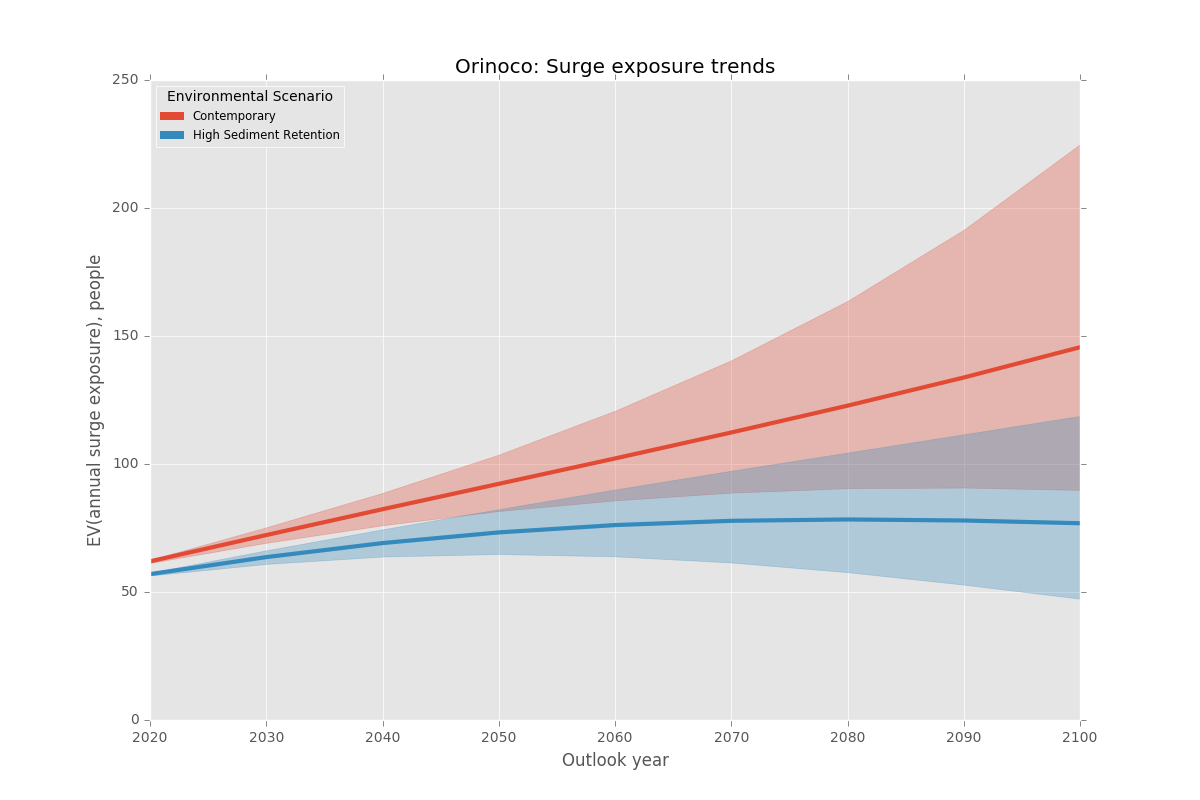 Orinoco: Surge exposure trends
Environmental Scenario
Contemporary
High Sediment Retention
EV(annual surge exposure), people
250
200
150
100
50
0
2020 2030 2040 2050 2060 2070 2080 2090 2100
Outlook year